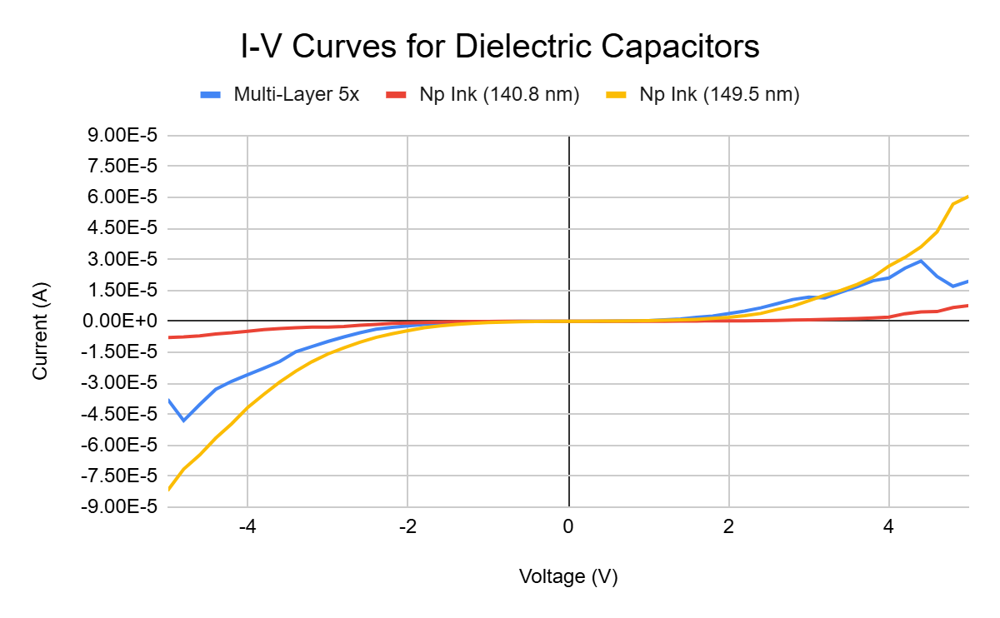 I-V Curves for Dielectric Capacitors
Multi-Layer 5x Np Ink (140.8 nm) Np Ink (149.5 nm)
9.00E-5
7.50E-5
6.00E-5
4.50E-5
3.00E-5
1.50E-5
0.00E+0
-1.50E-5
-3.00E-5
-4.50E-5
-6.00E-5
-7.50E-5
-9.00E-5
Current (A)
-4 -2 0 2 4
Voltage (V)